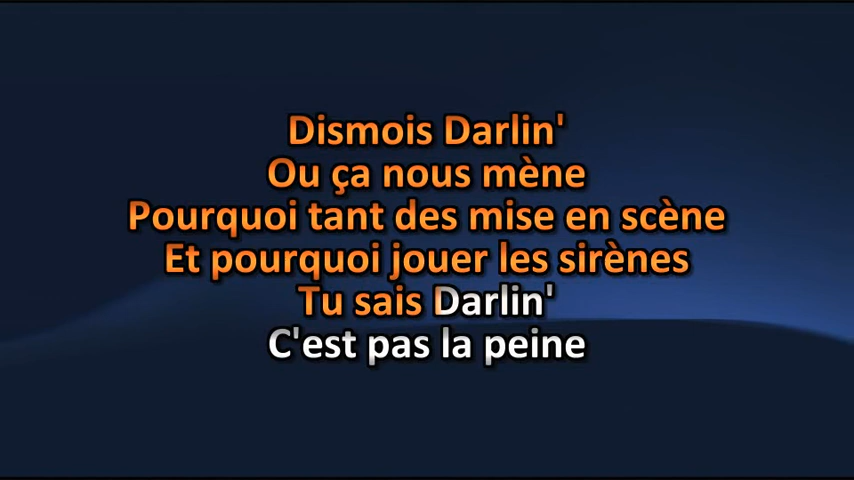 Dismois Darlin'
Ou ça nous mène
Pourquoi tant des mise en scène
Et pourquoi jouer les sirènes
Tu sais Darlin'
C'est pas la peine